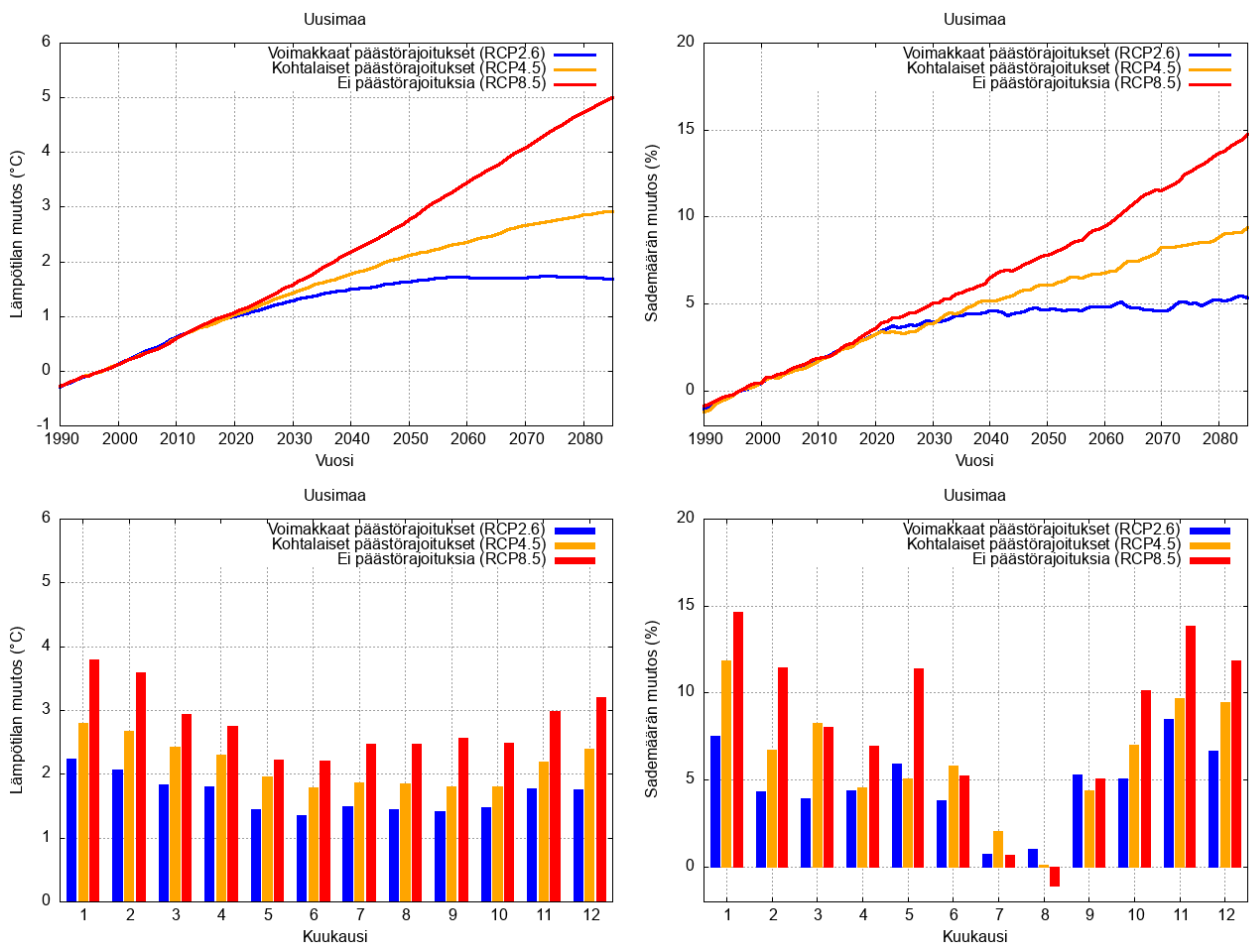 Uusimaa
6
5
4
3
2
1
0
-1
Lämpötilan muutos (°C)
Voimakkaat päästörajoitukset (RCP2.6)
Kohtalaiset päästörajoitukset (RCP4.5)
Ei päästörajoituksia (RCP8.5)
1990 2000 2010 2020 2030 2040 2050 2060 2070 2080
Vuosi
Uusimaa
20
15
10
5
0
Sademäärän muutos (%)
Voimakkaat päästörajoitukset (RCP2.6)
Kohtalaiset päästörajoitukset (RCP4.5)
Ei päästörajoituksia (RCP8.5)
1990 2000 2010 2020 2030 2040 2050 2060 2070 2080
Vuosi
Uusimaa
6
5
4
3
2
1
0
Lämpötilan muutos (°C)
Voimakkaat päästörajoitukset (RCP2.6)
Kohtalaiset päästörajoitukset (RCP4.5)
Ei päästörajoituksia (RCP8.5)
1 2 3 4 5 6 7 8 9 10 11 12
Kuukausi
Uusimaa
20
15
10
5
0
Sademäärän muutos (%)
Voimakkaat päästörajoitukset (RCP2.6)
Kohtalaiset päästörajoitukset (RCP4.5)
Ei päästörajoituksia (RCP8.5)
1 2 3 4 5 6 7 8 9 10 11 12
Kuukausi